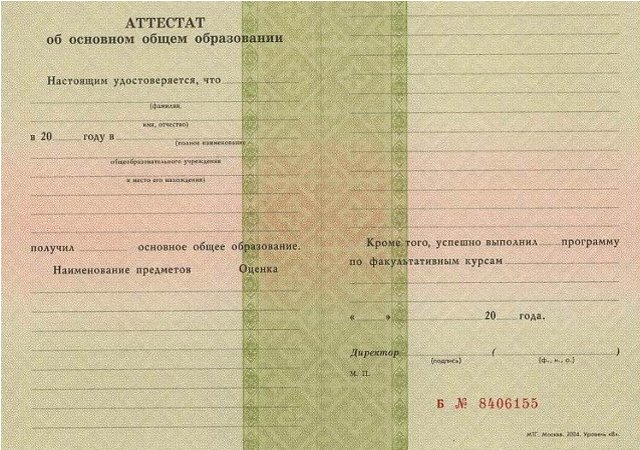 АТТЕСТАТ
об основном общем образовании
Настоящим удостоверяется, что
(фамилия,
имя, отчество)
в 20 году в
(полное наименование
общеобразовательного учреждения
и место его нахождения)
получил основное общее образование.
Наименование предметов Оценка
Кроме того, успешно выполнил программу
по факультативным курсам
« » 20 года.
Директор ( )
(подпись) (ф., и., о.)
М. П.
Б № 8406155
МТГ. Москва. 2004. Уровень «В».